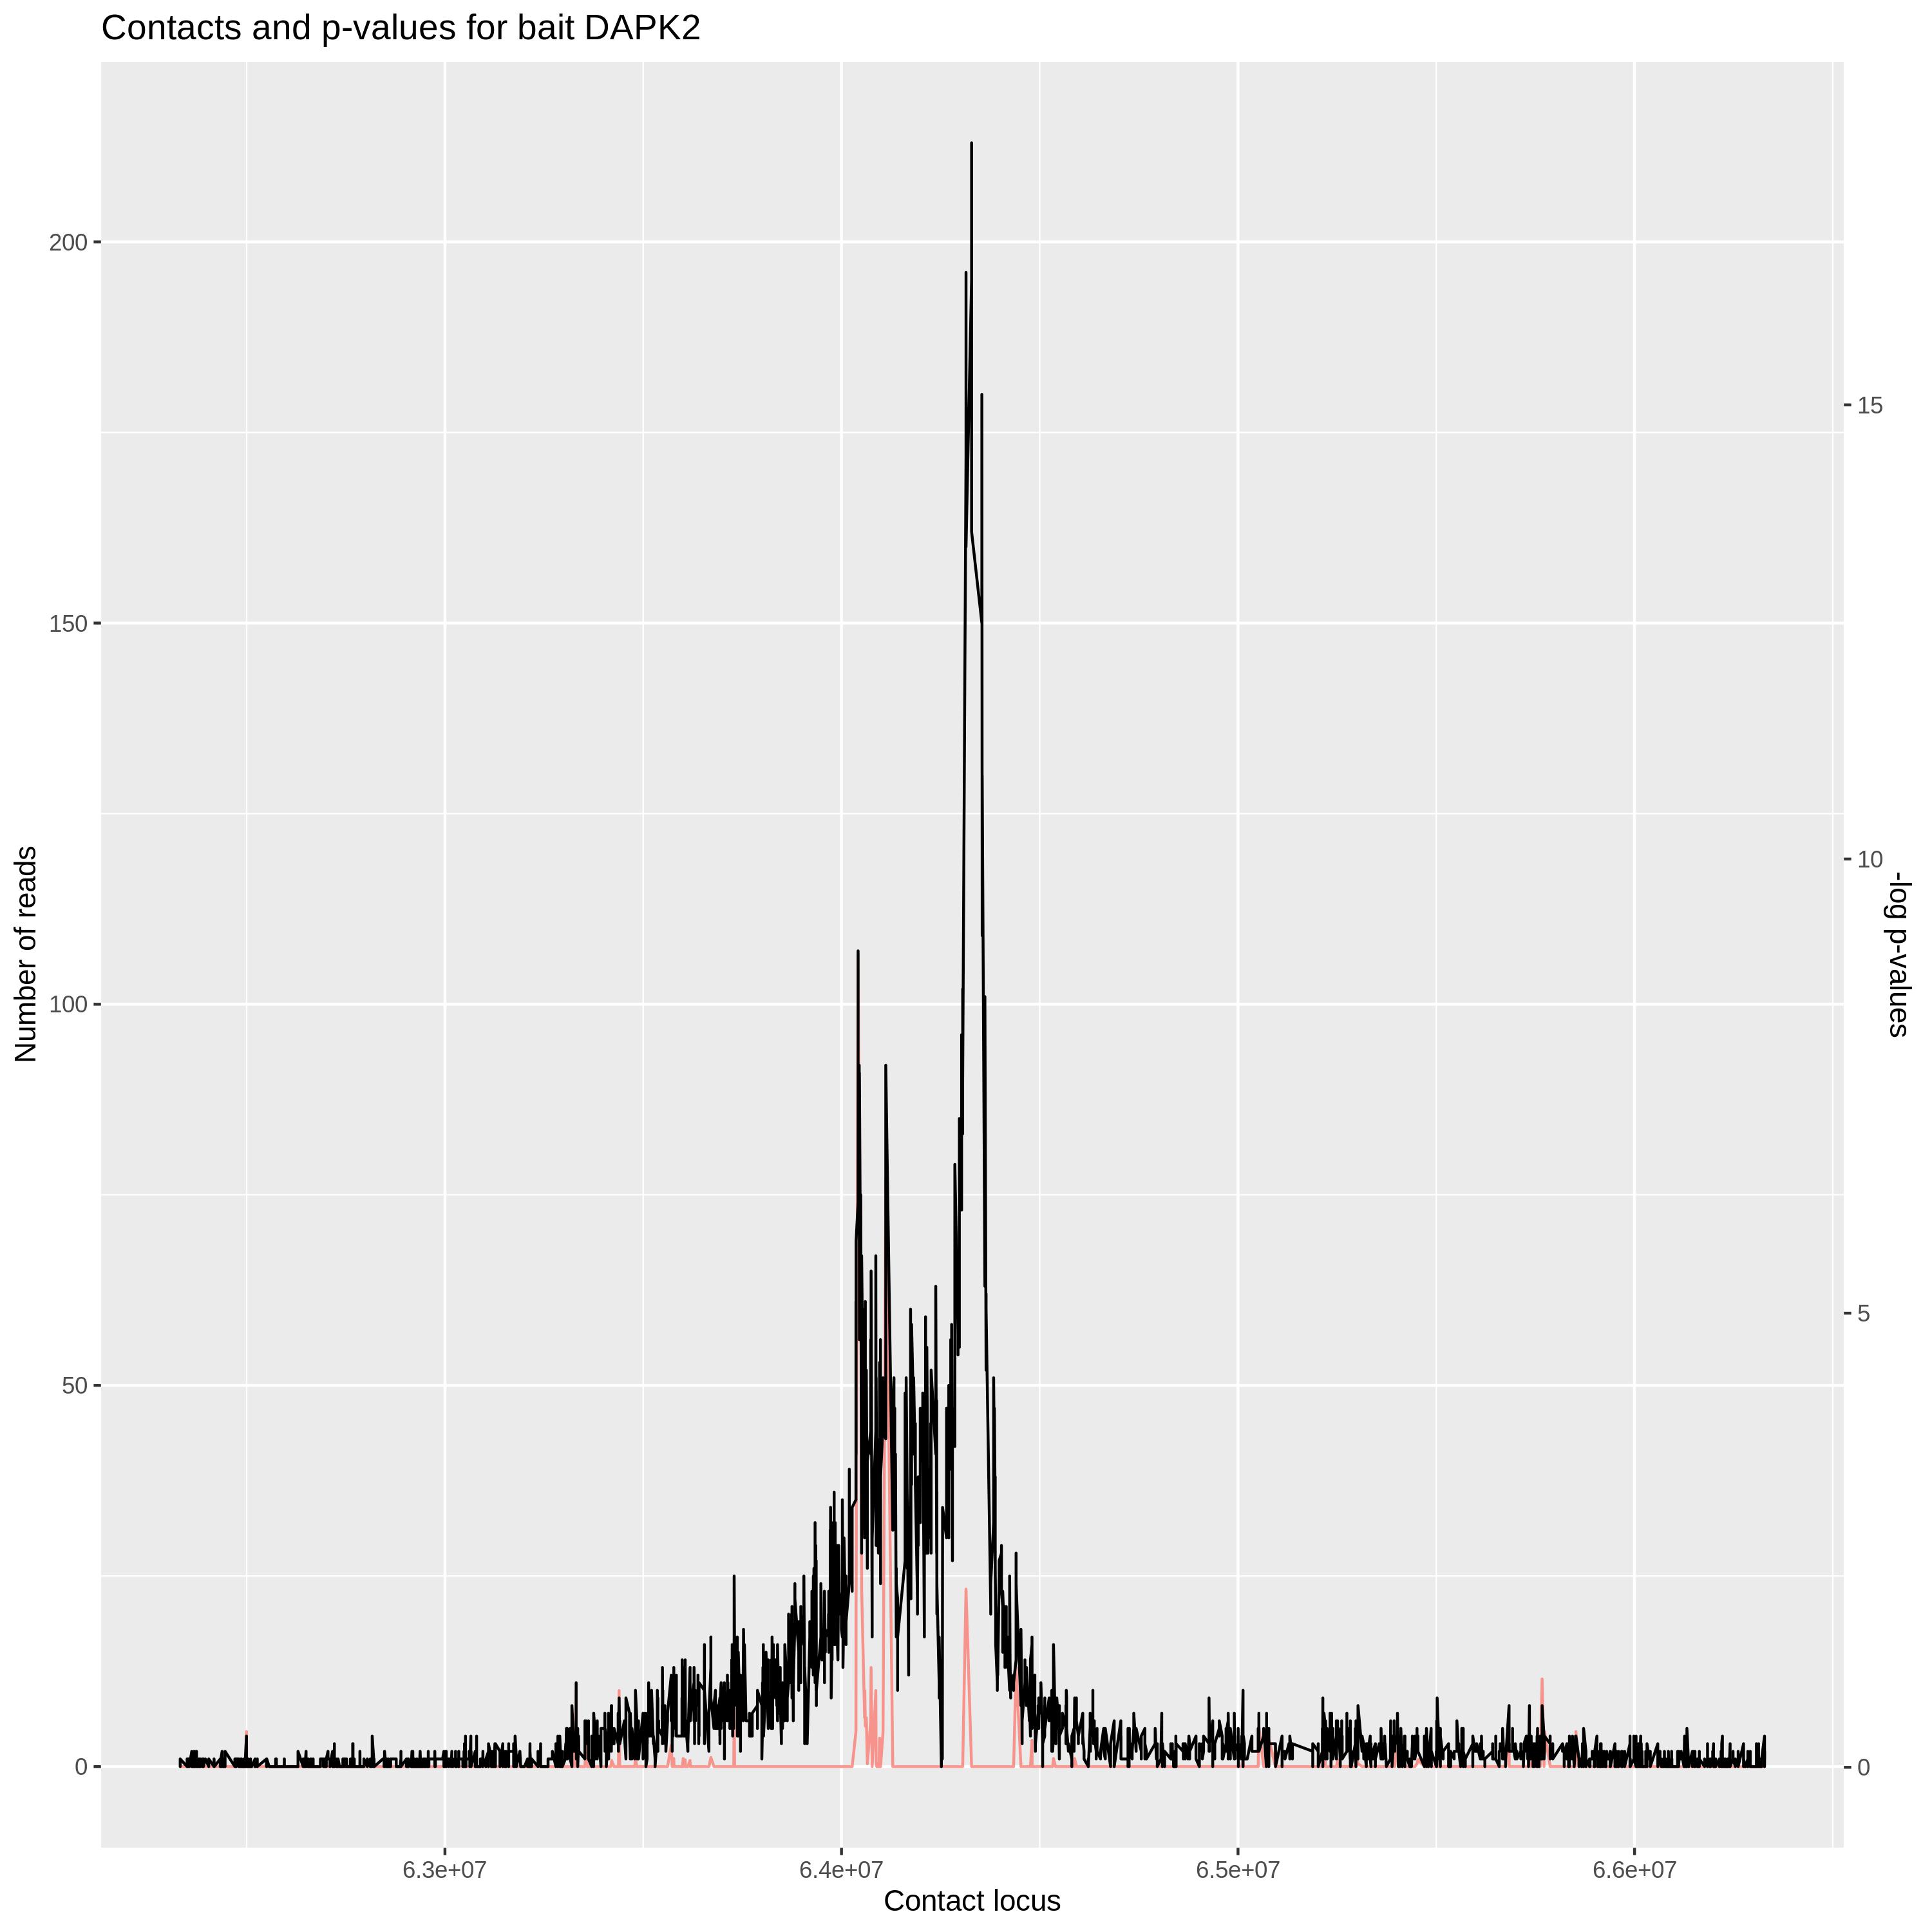 Contacts and p-values for bait DAPK2
200
150
100
50
0
Number of reads
15
10
5
0
-log p-values
6.3e+07
6.4e+07
6.5e+07
6.6e+07
Contact locus